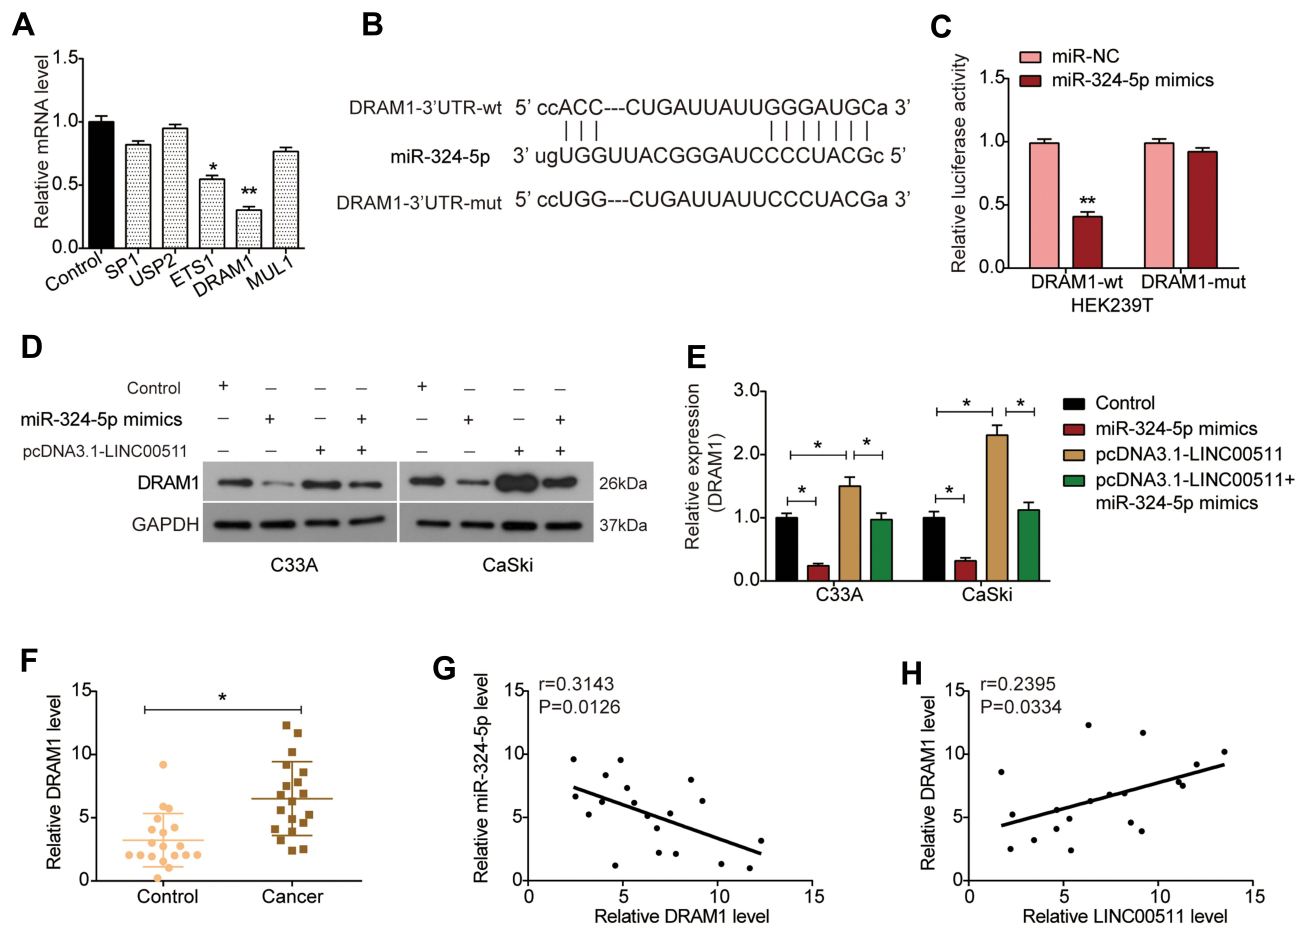 A
Relative mRNA level
1.5
1.0
0.5
0.0
*
**
Control
SP1
USP2
ETS1
DRAM1
MUL1
B
DRAM1-3'UTR-wt 5' ccACC---CUGAUUAUUGGGAUGCa 3'
miR-324-5p 3' ugUGGUUACGGGAUCCCCUACGc 5'
DRAM1-3'UTR-mut 5' ccUGG---CUGAUUAUUCCCUACGa 3'
C
miR-NC
miR-324-5p mimics
Relative luciferase activity
1.5
1.0
0.5
0.0
**
DRAM1-wt DRAM1-mut
HEK239T
D
Control + – – – + – – –
miR-324-5p mimics – + – + – + – +
pcDNA3.1-LINC00511 – – + + – – + +
DRAM1 26kDa
GAPDH 37kDa
C33A CaSki
E
Relative expression
(DRAM1)
3.0
2.0
1.0
0.0
* * *
* * *
C33A CaSki
Control
miR-324-5p mimics
pcDNA3.1-LINC00511
pcDNA3.1-LINC00511+
miR-324-5p mimics
F
Relative DRAM1 level
15
10
5
0
*
Control Cancer
G
Relative miR-324-5p level
15
10
5
0
r=0.3143
P=0.0126
0 5 10 15
Relative DRAM1 level
H
Relative DRAM1 level
15
10
5
0
r=0.2395
P=0.0334
0 5 10 15
Relative LINC00511 level